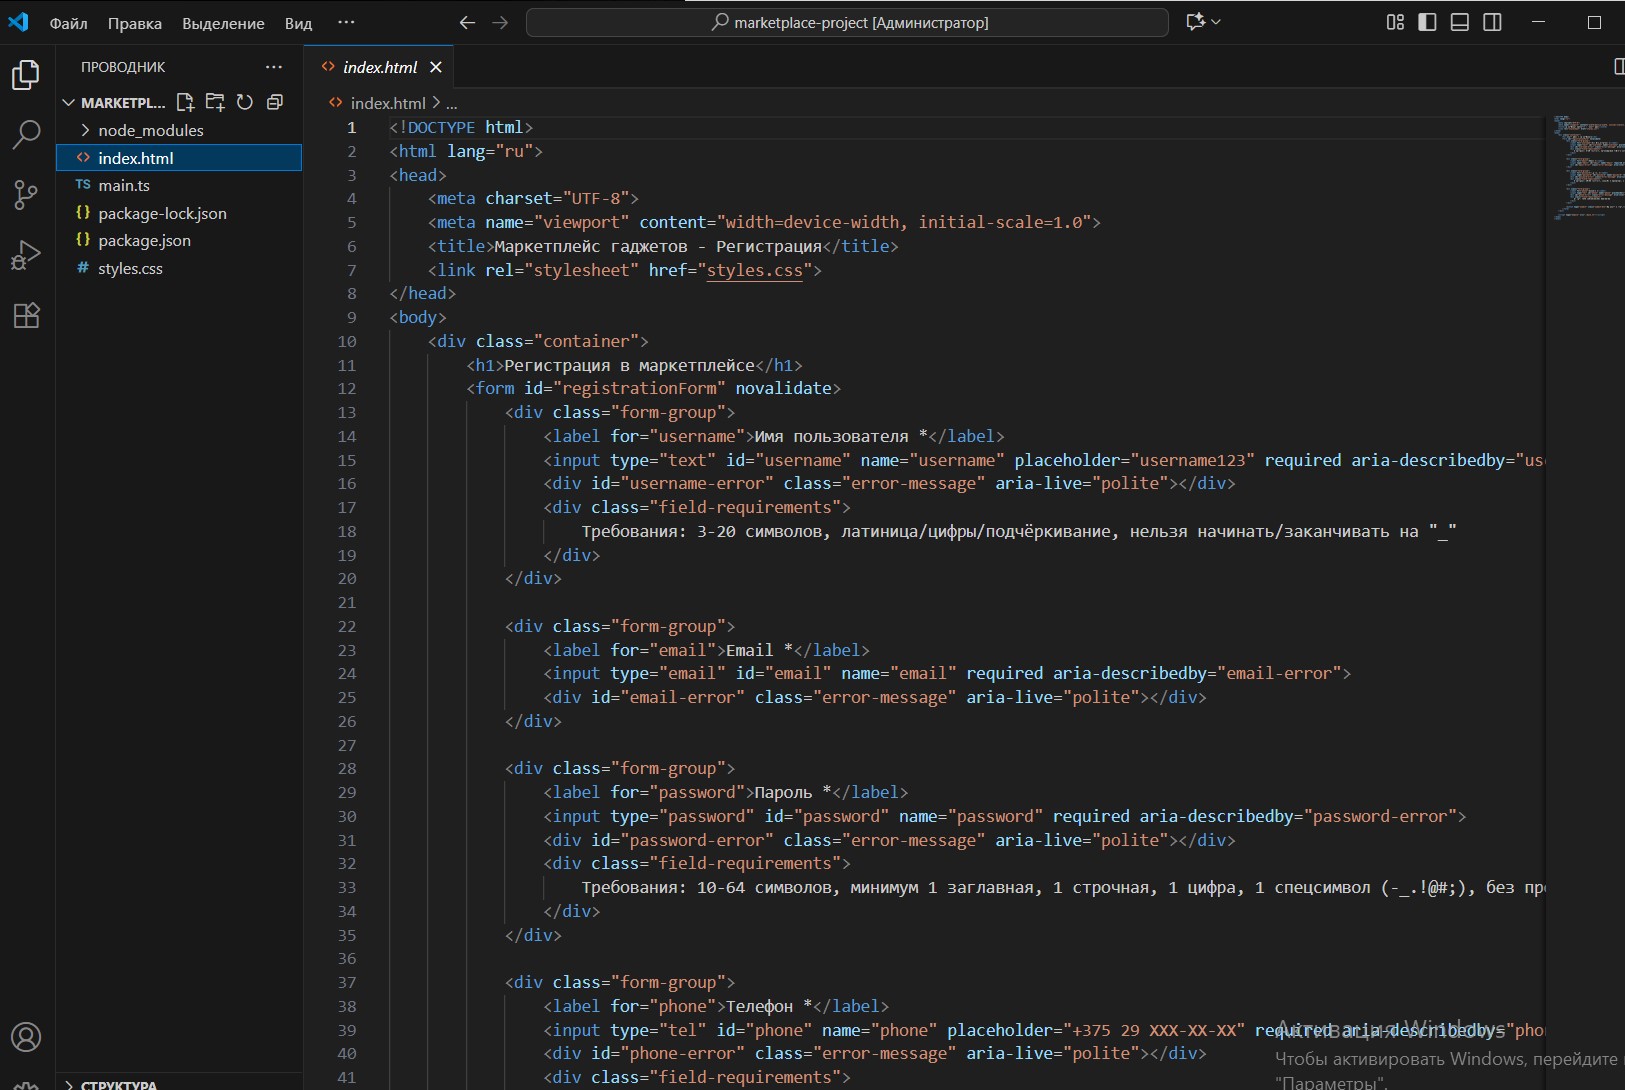 Файл Правка Выделение Вид ··· marketplace-project [Администратор]
ПРОВОДНИК
MARKETPL...
node_modules
index.html
main.ts
package-lock.json
package.json
styles.css
СТРУКТУРА
index.html
index.html > ...
1 <!DOCTYPE html>
2 <html lang="ru">
3 <head>
4 <meta charset="UTF-8">
5 <meta name="viewport" content="width=device-width, initial-scale=1.0">
6 <title>Маркетплейс гаджетов - Регистрация</title>
7 <link rel="stylesheet" href="styles.css">
8 </head>
9 <body>
10 <div class="container">
11 <h1>Регистрация в маркетплейсе</h1>
12 <form id="registrationForm" novalidate>
13 <div class="form-group">
14 <label for="username">Имя пользователя *</label>
15 <input type="text" id="username" name="username" placeholder="username123" required aria-describedby="us
16 <div id="username-error" class="error-message" aria-live="polite"></div>
17 <div class="field-requirements">
18 Требования: 3-20 символов, латиница/цифры/подчёркивание, нельзя начинать/заканчивать на "_"
19 </div>
20 </div>
21
22 <div class="form-group">
23 <label for="email">Email *</label>
24 <input type="email" id="email" name="email" required aria-describedby="email-error">
25 <div id="email-error" class="error-message" aria-live="polite"></div>
26 </div>
27
28 <div class="form-group">
29 <label for="password">Пароль *</label>
30 <input type="password" id="password" name="password" required aria-describedby="password-error">
31 <div id="password-error" class="error-message" aria-live="polite"></div>
32 <div class="field-requirements">
33 Требования: 10-64 символов, минимум 1 заглавная, 1 строчная, 1 цифра, 1 спецсимвол (-_.!@#;), без пр
34 </div>
35 </div>
36
37 <div class="form-group">
38 <label for="phone">Телефон *</label>
39 <input type="tel" id="phone" name="phone" placeholder="+375 29 XXX-XX-XX" required aria-describedby="pho
40 <div id="phone-error" class="error-message" aria-live="polite"></div>
41 <div class="field-requirements">
Активация Windows
Чтобы активировать Windows, перейдите
"Параметры".